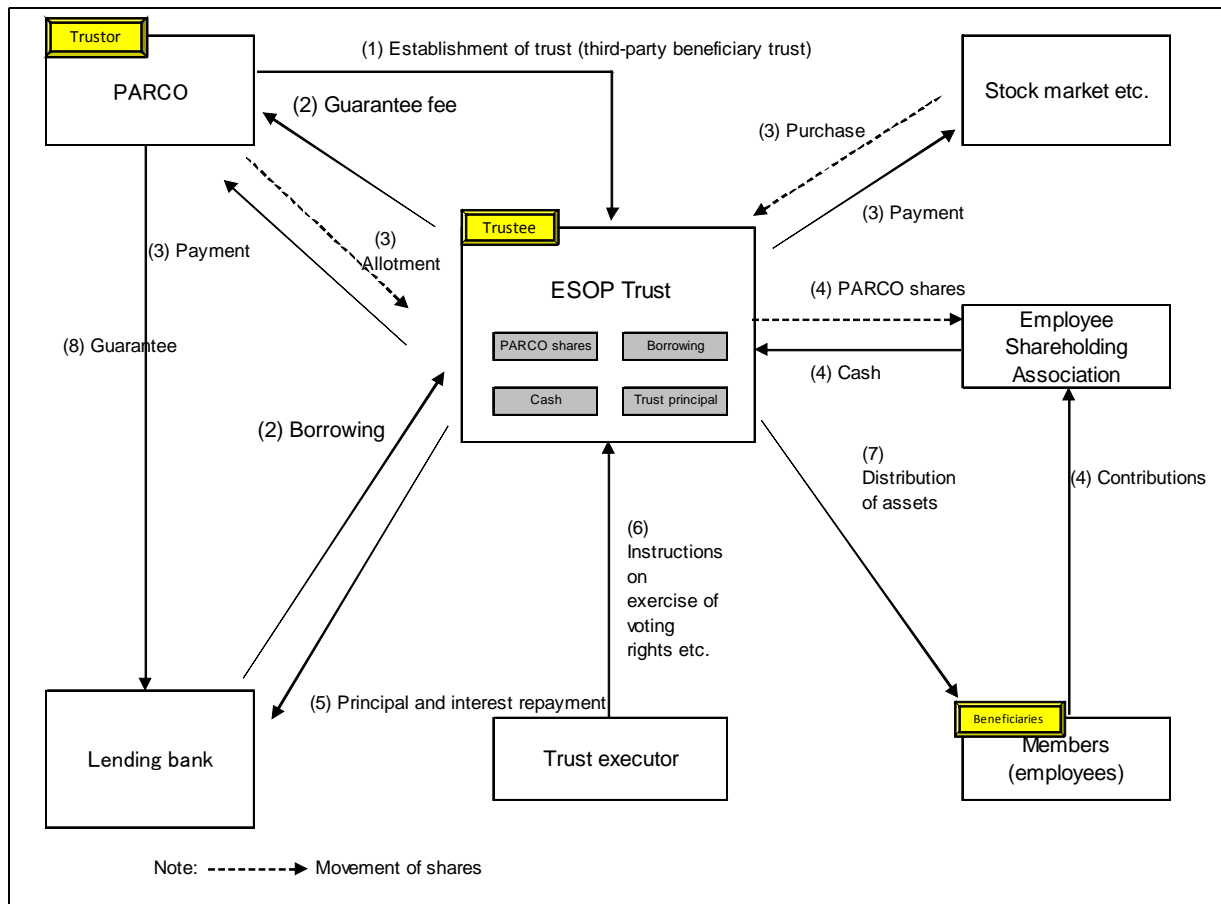 Trustor
PARCO
(1) Establishment of trust (third-party beneficiary trust)
(2) Guarantee fee
Stock market etc.
(3) Purchase
(3) Payment
(3) Payment
(3)
Allotment
Trustee
ESOP Trust
PARCO shares
Borrowing
Cash
Trust principal
(4) PARCO shares
(4) Cash
Employee
Shareholding
Association
(8) Guarantee
(2) Borrowing
(7)
Distribution
of assets
(4) Contributions
(6)
Instructions
on
exercise of
voting
rights etc.
(5) Principal and interest repayment
Lending bank
Trust executor
Beneficiaries
Members
(employees)
Note:
Movement of shares